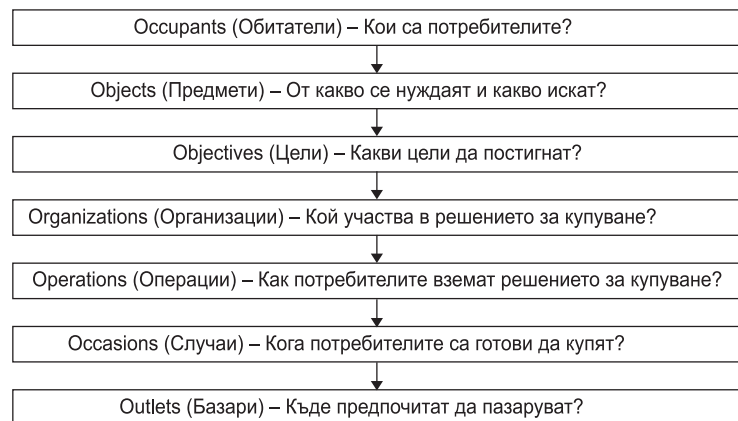 Occupants (Обитатели) – Кои са потребителите?
Objects (Предмети) – От какво се нуждаят и какво искат?
Objectives (Цели) – Какви цели да постигнат?
Organizations (Организации) – Кой участва в решението за купуване?
Operations (Операции) – Как потребителите вземат решението за купуване?
Occasions (Случаи) – Кога потребителите са готови да купят?
Outlets (Базари) – Къде предпочитат да пазаруват?